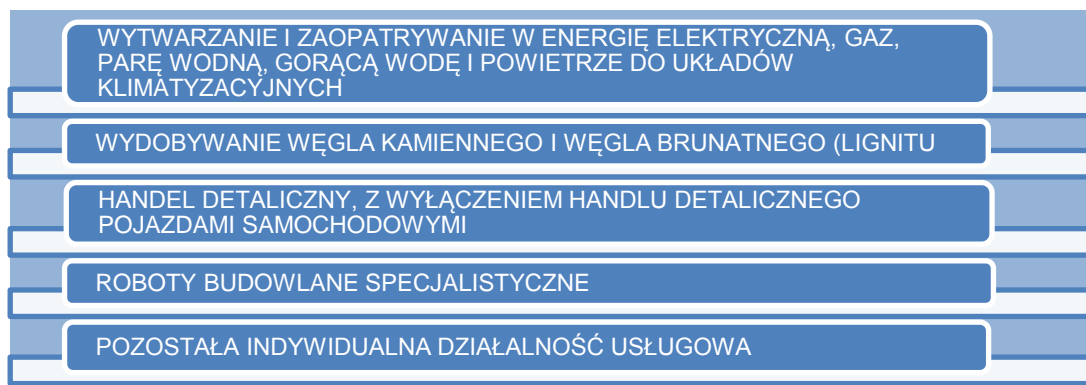 WYTWARZANIE I ZAOPATRYWANIE W ENERGIĘ ELEKTRYCZNĄ, GAZ,
PARĘ WODNĄ, GORĄCĄ WODĘ I POWIETRZE DO UKŁADÓW
KLIMATYZACYJNYCH
WYDOBYWANIE WĘGLA KAMIENNEGO I WĘGLA BRUNATNEGO (LIGNITU
HANDEL DETALICZNY, Z WYŁĄCZENIEM HANDLU DETALICZNEGO
POJAZDAMI SAMOCHODOWYMI
ROBOTY BUDOWLANE SPECJALISTYCZNE
POZOSTAŁA INDYWIDUALNA DZIAŁALNOŚĆ USŁUGOWA